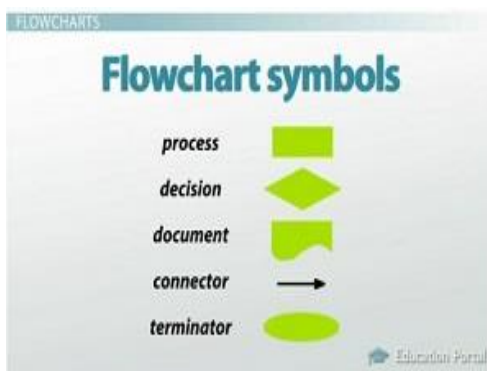 FLOWCHARTS
Flowchart symbols
process
decision
document
connector
terminator
Education Portal